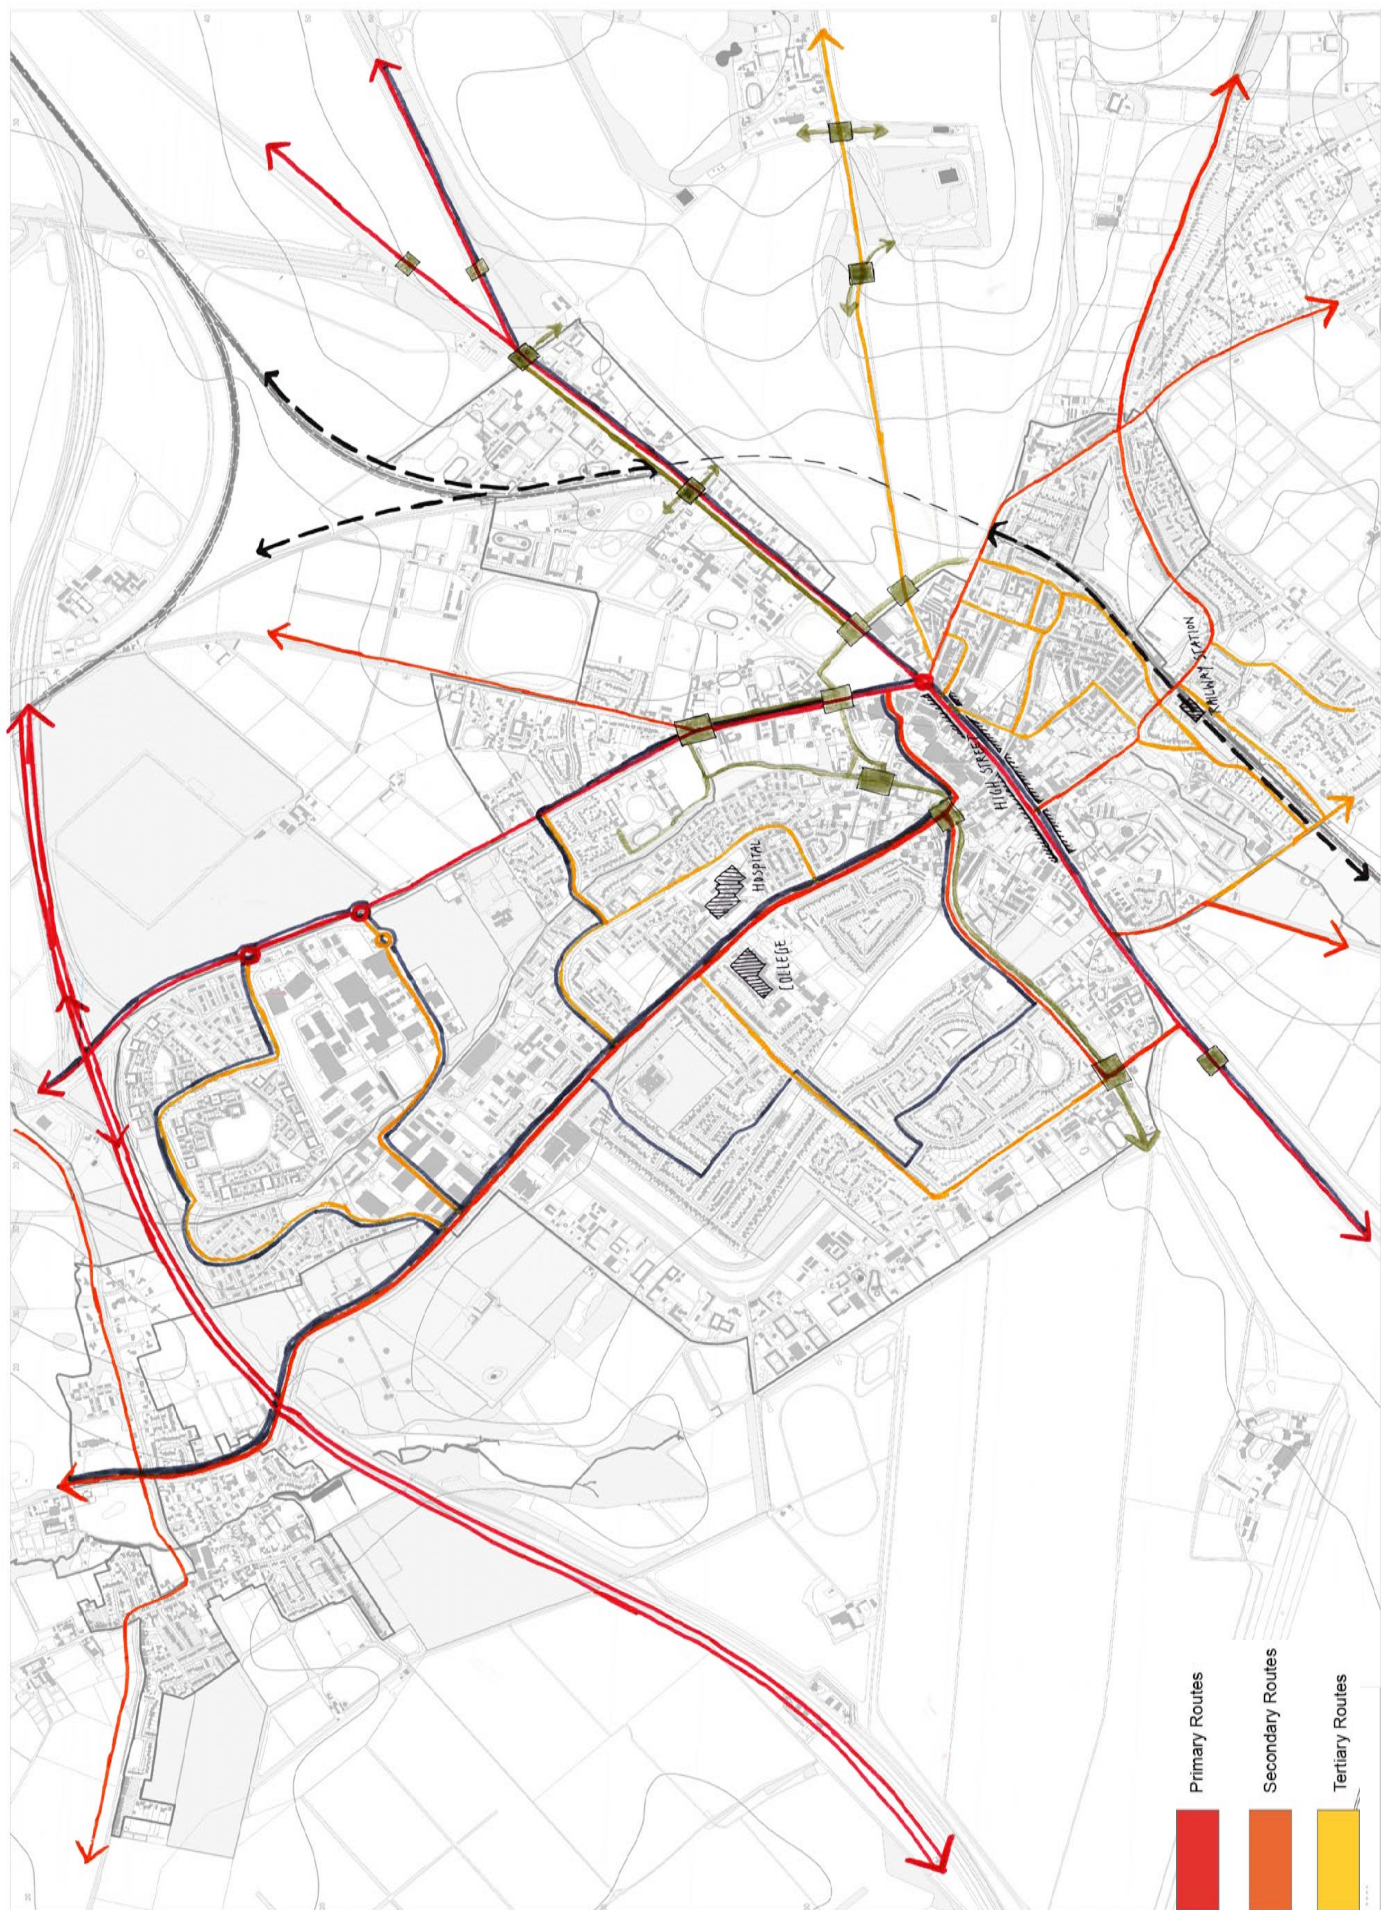 HOSPITAL
COLLEGE
HIGH STREET
RAILWAY STATION
Primary Routes
Secondary Routes
Tertiary Routes